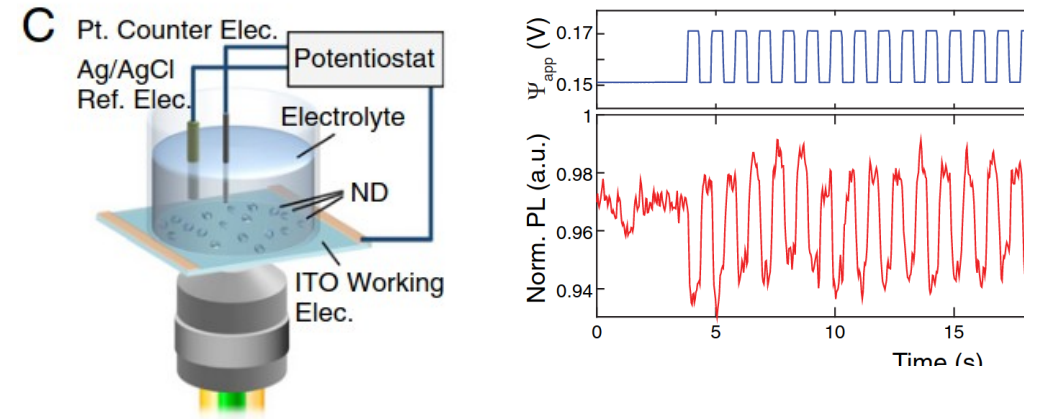 C
Pt. Counter Elec.
Ag/AgCl
Ref. Elec.
Potentiostat
Electrolyte
ND
ITO Working
Elec.
Ψapp (V)
0.17
0.15
Norm. PL (a.u.)
1
0.98
0.96
0.94
0 5 10 15
Time (s)